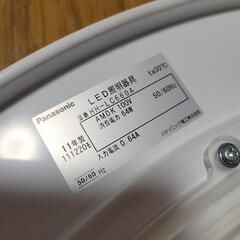 LED照明器具
t a30℃
Panasonic
品番 HH-LC560A
50/60Hz
AMDK 100V
消費電力 64W
11年製
入力電流 0.64A
111220E
50/60 Hz
パナソニック株式会社